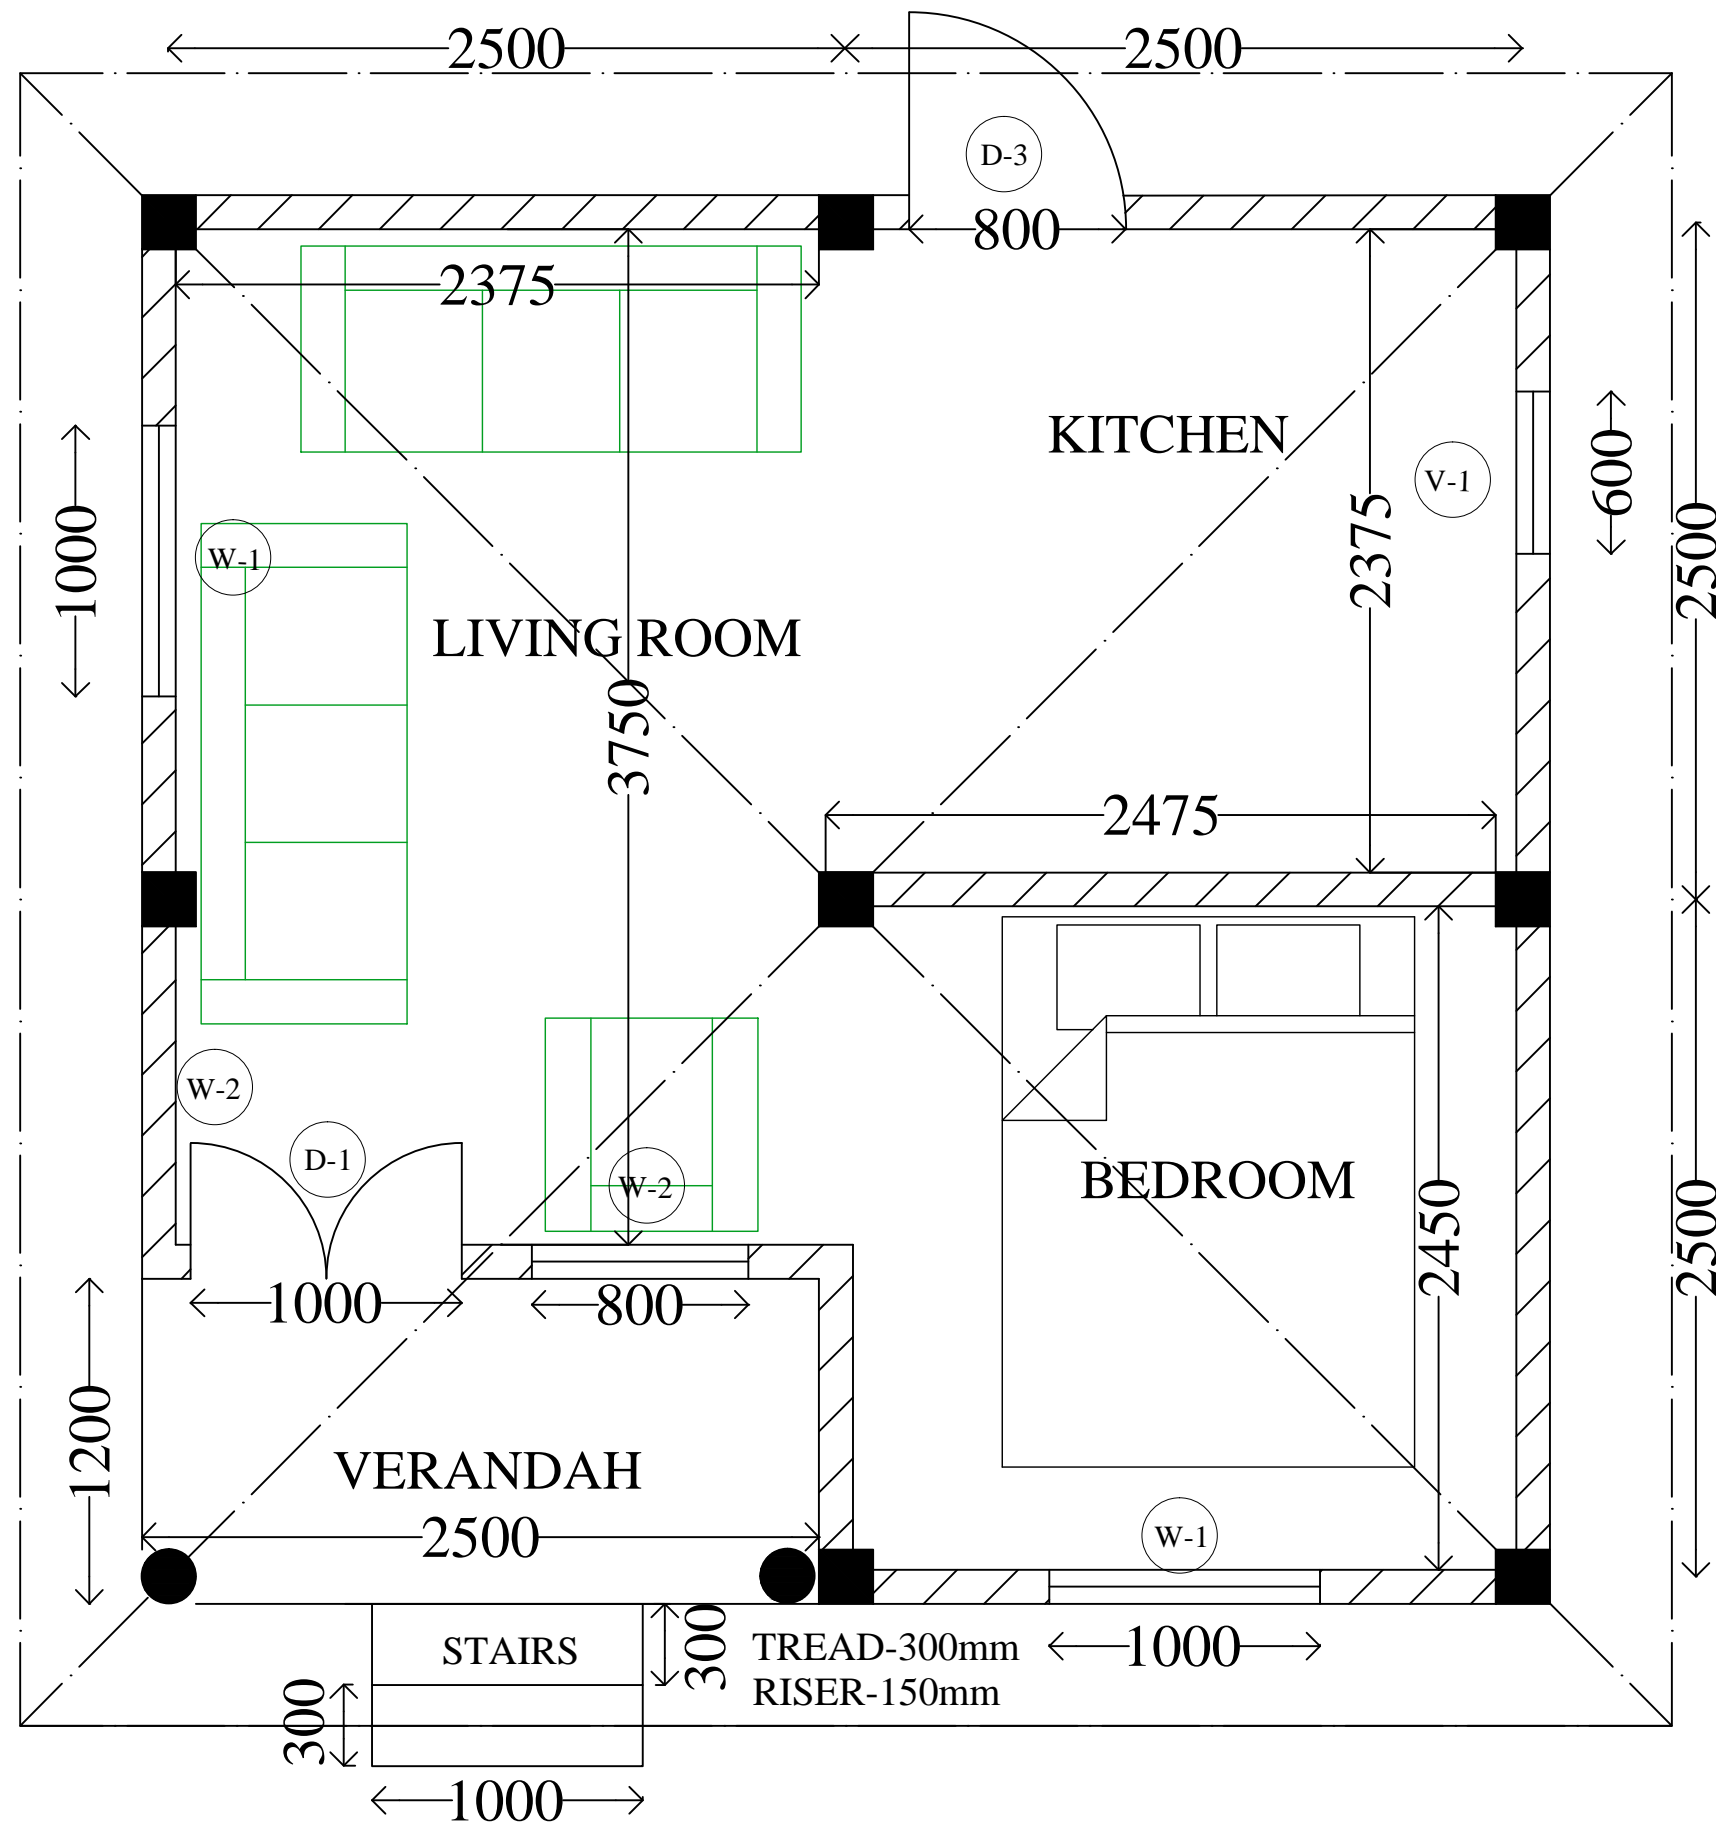 2500
2500
D-3
800
2375
KITCHEN
V-1
600
1000
W-1
2375
2500
LIVING ROOM
3750
2475
W-2
D-1
W-2
BEDROOM
2450
2500
1000
800
1200
VERANDAH
2500
W-1
STAIRS
300
TREAD-300mm
RISER-150mm
1000
300
1000